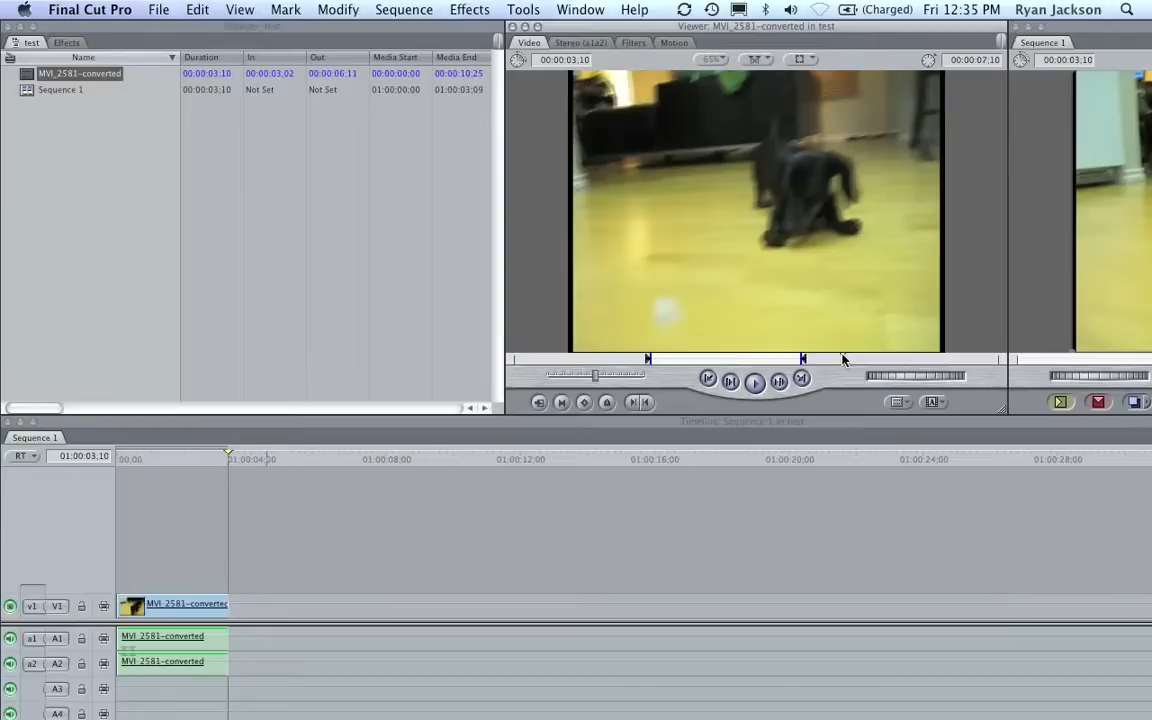 Final Cut Pro File Edit View Mark Modify Sequence Effects Tools Window Help (Charged) Fri 12:35 PM Ryan Jackson
Viewer: MVI_2581-converted in test
test Effects
Video Stereo (a1a2) Filters Motion
Sequence 1
Name Duration In Out Media Start Media End
00:00:03;10 65% 00:00:07;10
00:00:03;10
MVI_2581-converted 00:00:03;10 00:00:03;02 00:00:06;11 00:00:00;00 00:00:10;25
Sequence 1 00:00:03;10 Not Set Not Set 01:00:00;00 01:00:03;09
Timeline: Sequence 1 in test
Sequence 1
RT 01:00:03;10 00;00 01:00:04;00 01:00:08;00 01:00:12;00 01:00:16;00 01:00:20;00 01:00:24;00 01:00:28;00
v1 V1 MVI_2581-converted
a1 A1 MVI_2581-converted
a2 A2 MVI_2581-converted
A3
A4